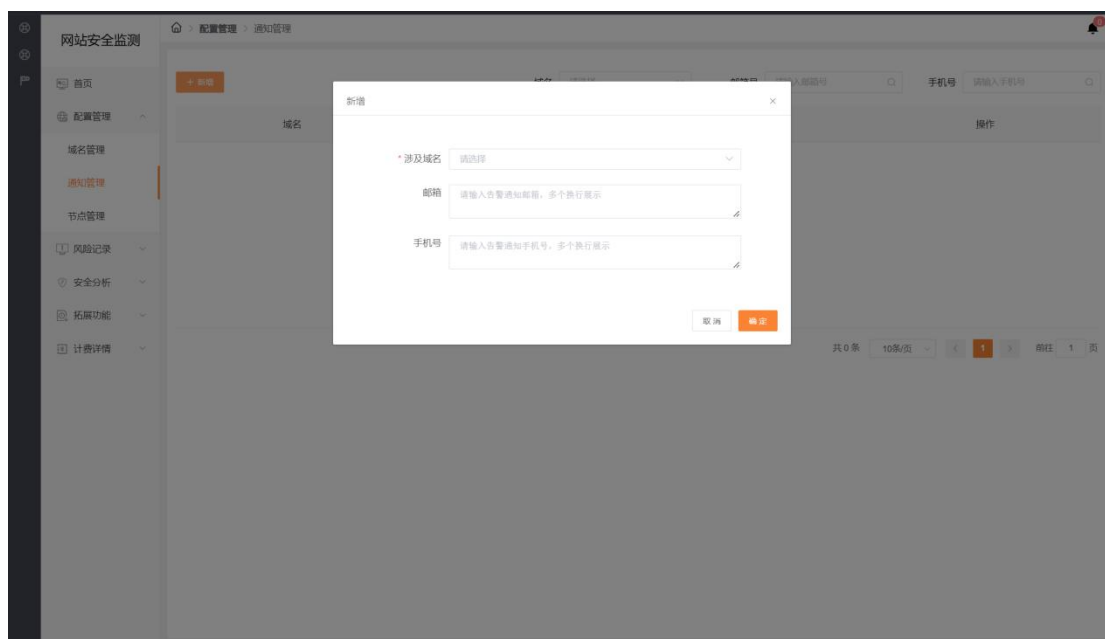 网站安全监测
配置管理 > 通知管理
首页
配置管理
域名管理
通知管理
节点管理
风险记录
安全分析
拓展功能
计费详情
+ 新增
手机号 请输入手机号
域名
操作
新增
* 涉及域名 请选择
邮箱 请输入告警通知邮箱，多个换行展示
手机号 请输入告警通知手机号，多个换行展示
取消 确定
共 0 条 10条/页 1 前往 1 页